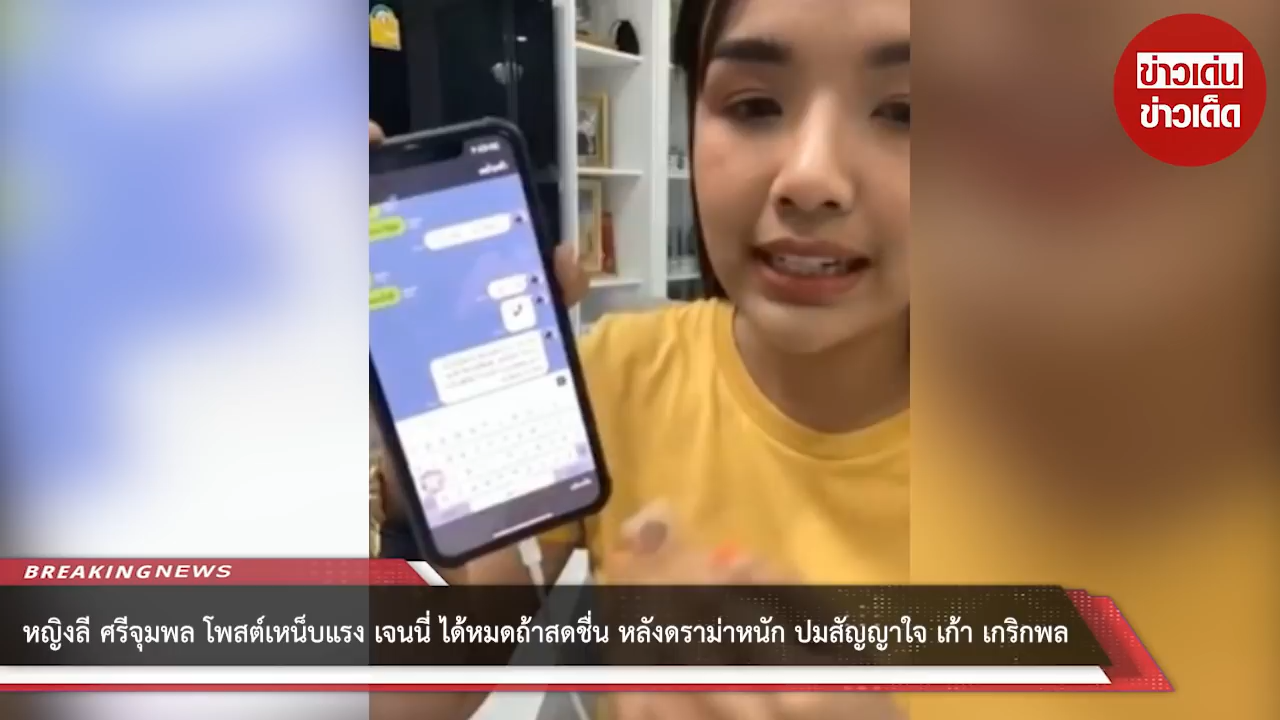 ข่าวเด่น
ข่าวเด็ด
BREAKINGNEWS
หญิงลี ศรีจุมพล โพสต์เหน็บแรง เจนนี่ ได้หมดถ้าสดชื่น หลังดราม่าหนัก ปมสัญญาใจ เก้า เกริกพล